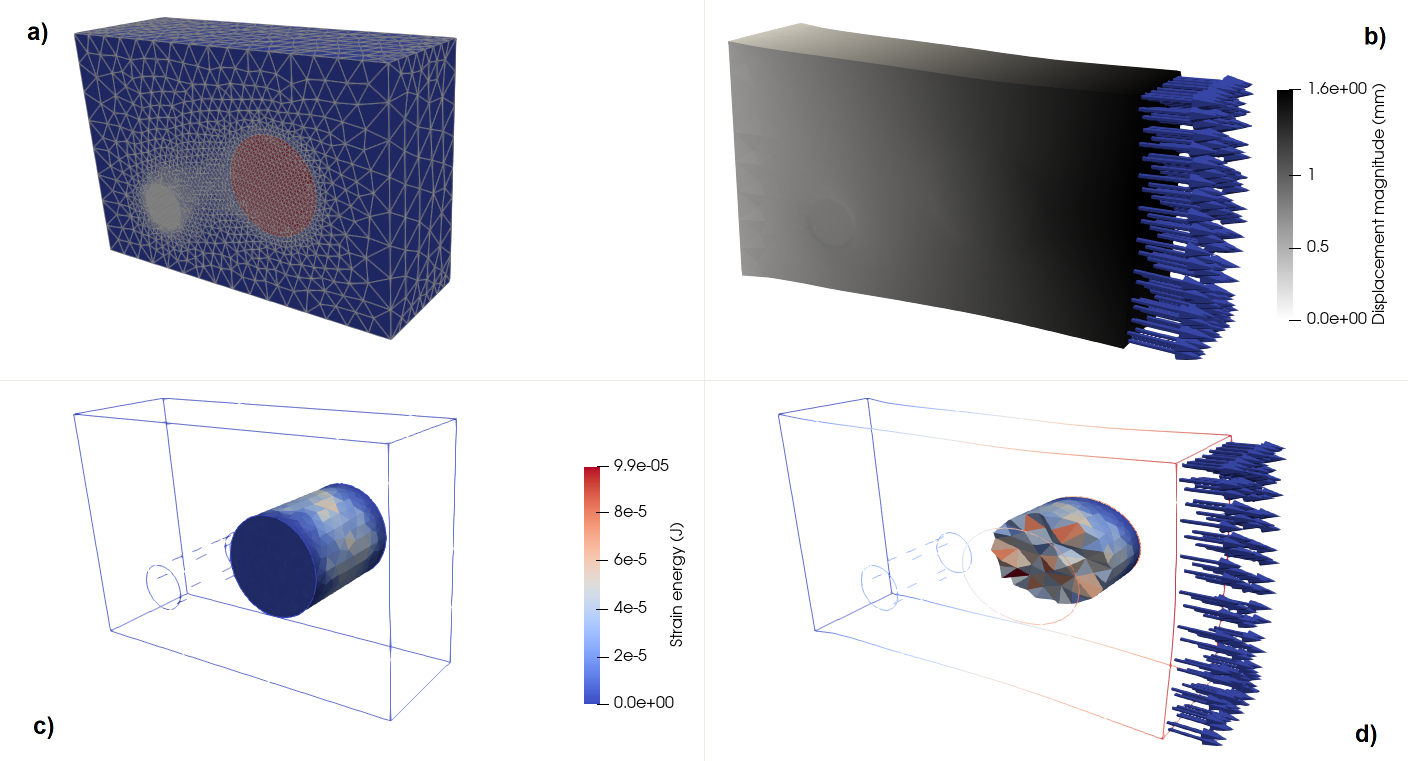 a)
b)
1.6e+00
1
0.5
0.0e+00
Displacement magnitude (mm)
c)
9.9e-05
8e-5
6e-5
4e-5
2e-5
0.0e+00
Strain energy (J)
d)